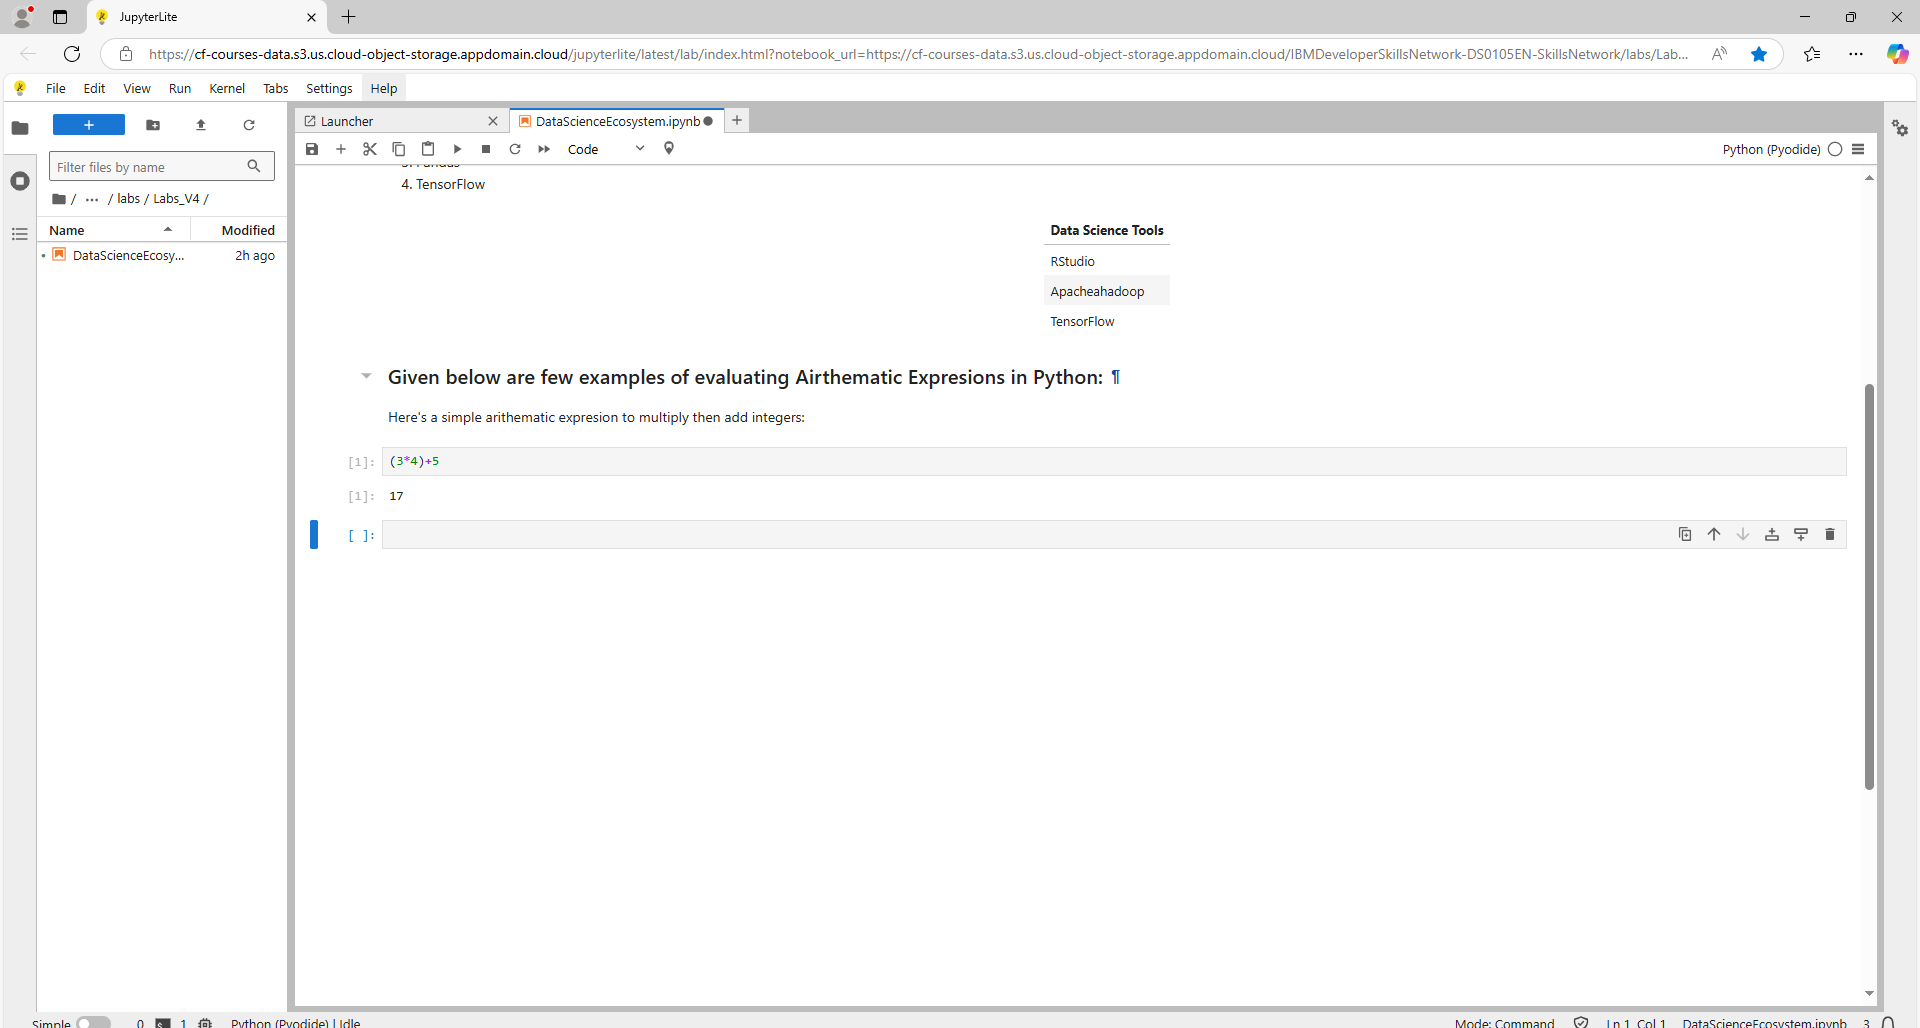 JupyterLite
https://cf-courses-data.s3.us.cloud-object-storage.appdomain.cloud/jupyterlite/latest/lab/index.html?notebook_url=https://cf-courses-data.s3.us.cloud-object-storage.appdomain.cloud/IBMDeveloperSkillsNetwork-DS0105EN-SkillsNetwork/labs/Lab...
File Edit View Run Kernel Tabs Settings Help
Launcher
DataScienceEcosystem.ipynb
Code
Python (Pyodide)
Filter files by name
/ ... / labs / Labs_V4 /
Name Modified
DataScienceEcosy... 2h ago
4. TensorFlow
Data Science Tools
RStudio
Apacheahadoop
TensorFlow
Given below are few examples of evaluating Airthematic Expresions in Python: ¶
Here's a simple arithematic expresion to multiply then add integers:
[1]: (3*4)+5
[1]: 17
[ ]:
Simple 0 1 Python (Pyodide) | Idle
Mode: Command Ln 1, Col 1 DataScienceEcosystem.ipynb 3